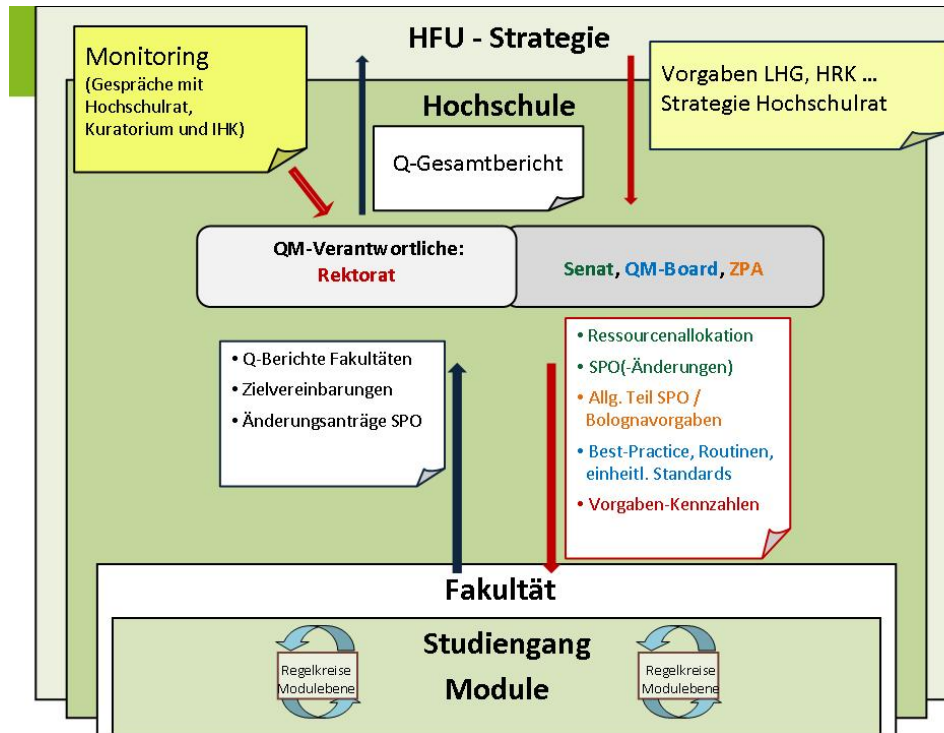 HFU - Strategie
Monitoring
(Gespräche mit
Hochschulrat,
Kuratorium und IHK)
Vorgaben LHG, HRK ...
Strategie Hochschulrat
Hochschule
Q-Gesamtbericht
QM-Verantwortliche:
Rektorat
Senat, QM-Board, ZPA
• Q-Berichte Fakultäten
• Zielvereinbarungen
• Änderungsanträge SPO
• Ressourcenallokation
• SPO(-Änderungen)
• Allg. Teil SPO /
Bolognavorgaben
• Best-Practice, Routinen,
einheitl. Standards
• Vorgaben-Kennzahlen
Fakultät
Studiengang
Module
Regelkreise
Modulebene
Regelkreise
Modulebene